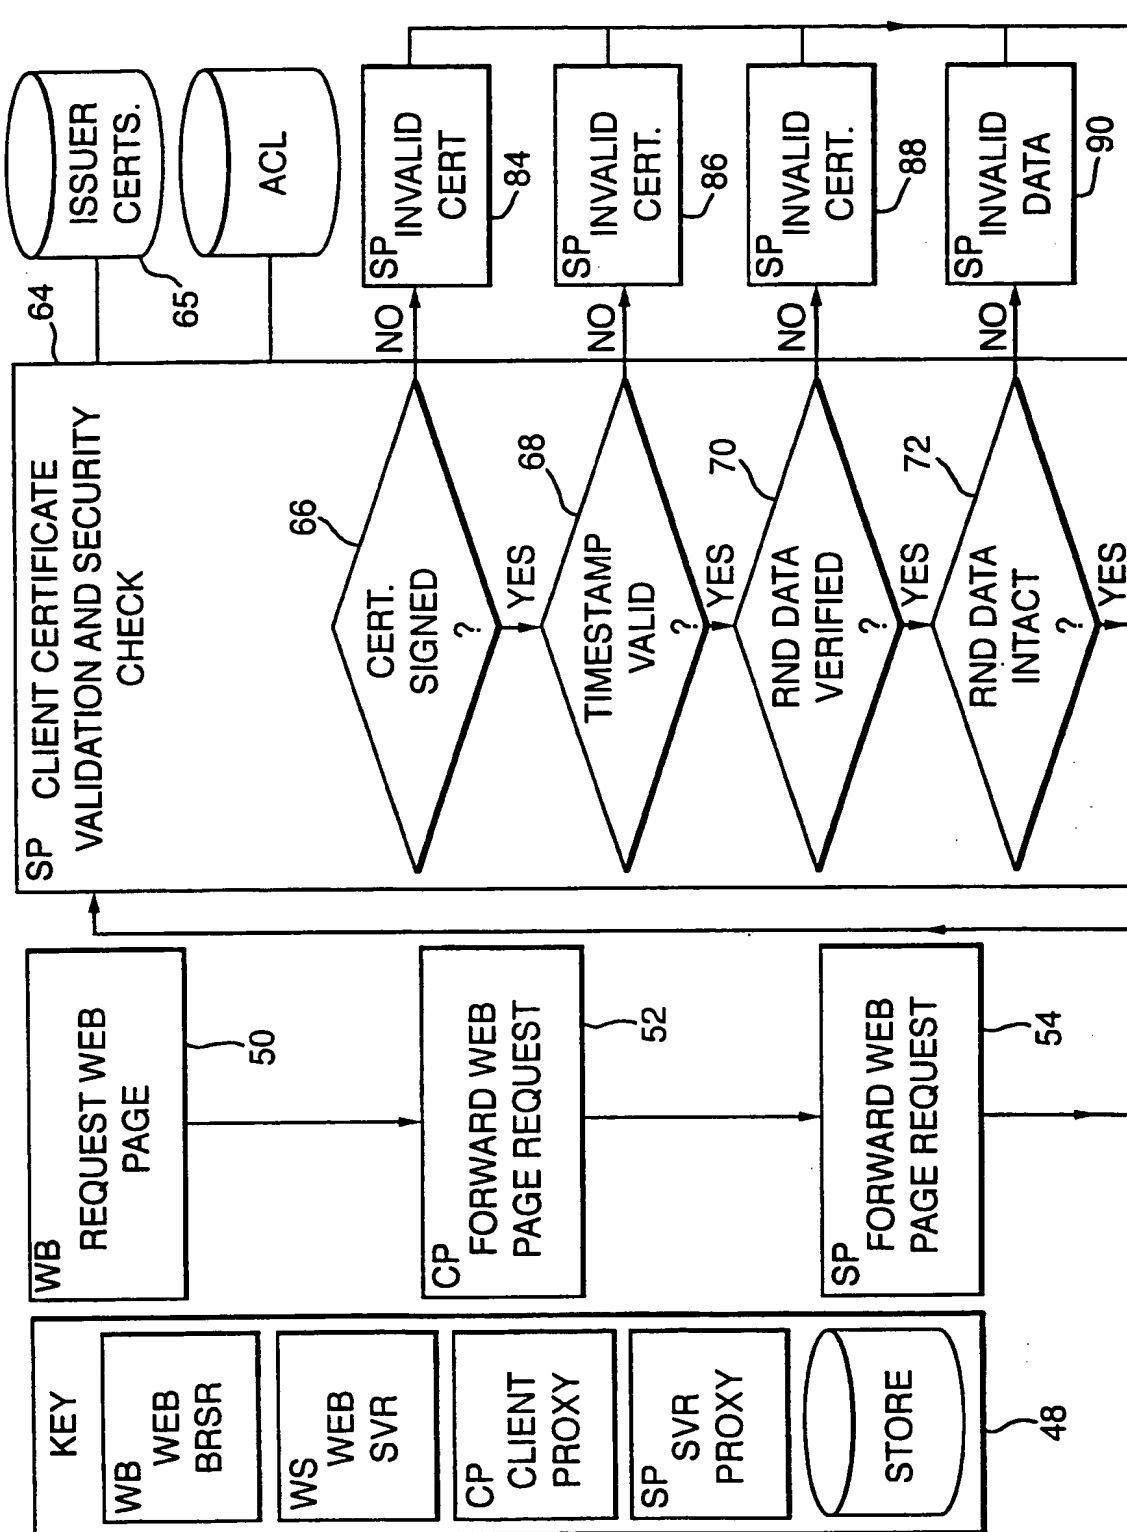 KEY
WB
WEB
BRSR
WS
WEB
SVR
CP
CLIENT
PROXY
SP
SVR
PROXY
STORE
48
WB
REQUEST WEB
PAGE
50
CP
FORWARD WEB
PAGE REQUEST
52
SP
FORWARD WEB
PAGE REQUEST
54
SP CLIENT CERTIFICATE
VALIDATION AND SECURITY
CHECK
64
ISSUER
CERTS.
65
ACL
66
CERT.
SIGNED
?
YES
NO
SP
INVALID
CERT
84
68
TIMESTAMP
VALID
?
YES
NO
SP
INVALID
CERT.
86
70
RND DATA
VERIFIED
?
YES
NO
SP
INVALID
CERT.
88
72
RND DATA
INTACT
?
YES
NO
SP
INVALID
DATA
90